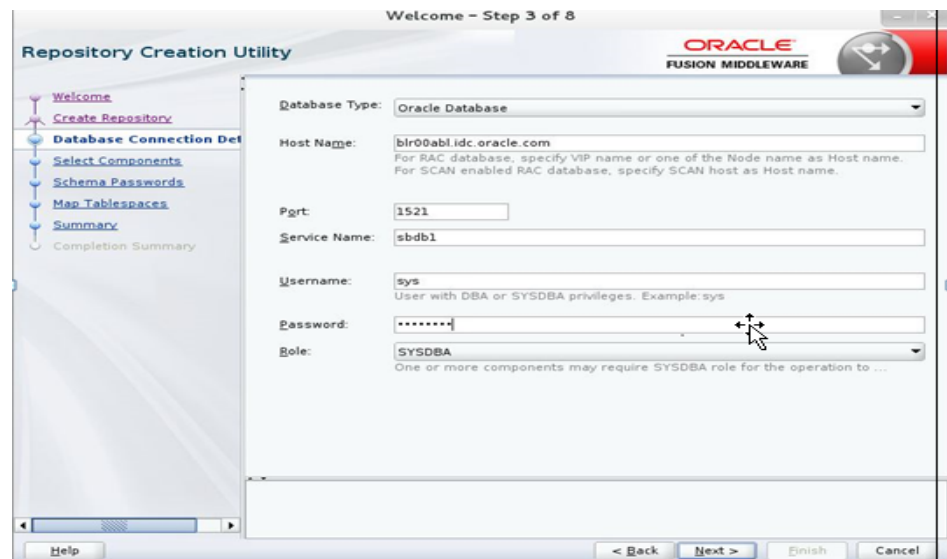 Welcome - Step 3 of 8
Repository Creation Utility
ORACLE
FUSION MIDDLEWARE
Welcome
Create Repository
Database Connection Det
Select Components
Schema Passwords
Map Tablespaces
Summary
Completion Summary
Database Type: Oracle Database
Host Name: blr00abl.idc.oracle.com
For RAC database, specify VIP name or one of the Node name as Host name.
For SCAN enabled RAC database, specify SCAN host as Host name.
Port: 1521
Service Name: sbdb1
Username: sys
User with DBA or SYSDBA privileges. Example:sys
Password: ••••••••
Role: SYSDBA
One or more components may require SYSDBA role for the operation to ...
Help
< Back Next > Finish Cancel